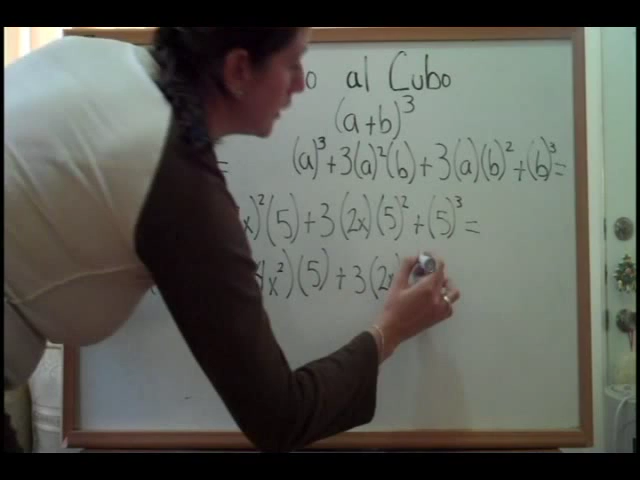 al Cubo
(a+b)³
= (a)³+3(a)²(b)+3(a)(b)²+(b)³=
x)²(5)+3(2x)(5)²+(5)³=
x²)(5)+3(2x